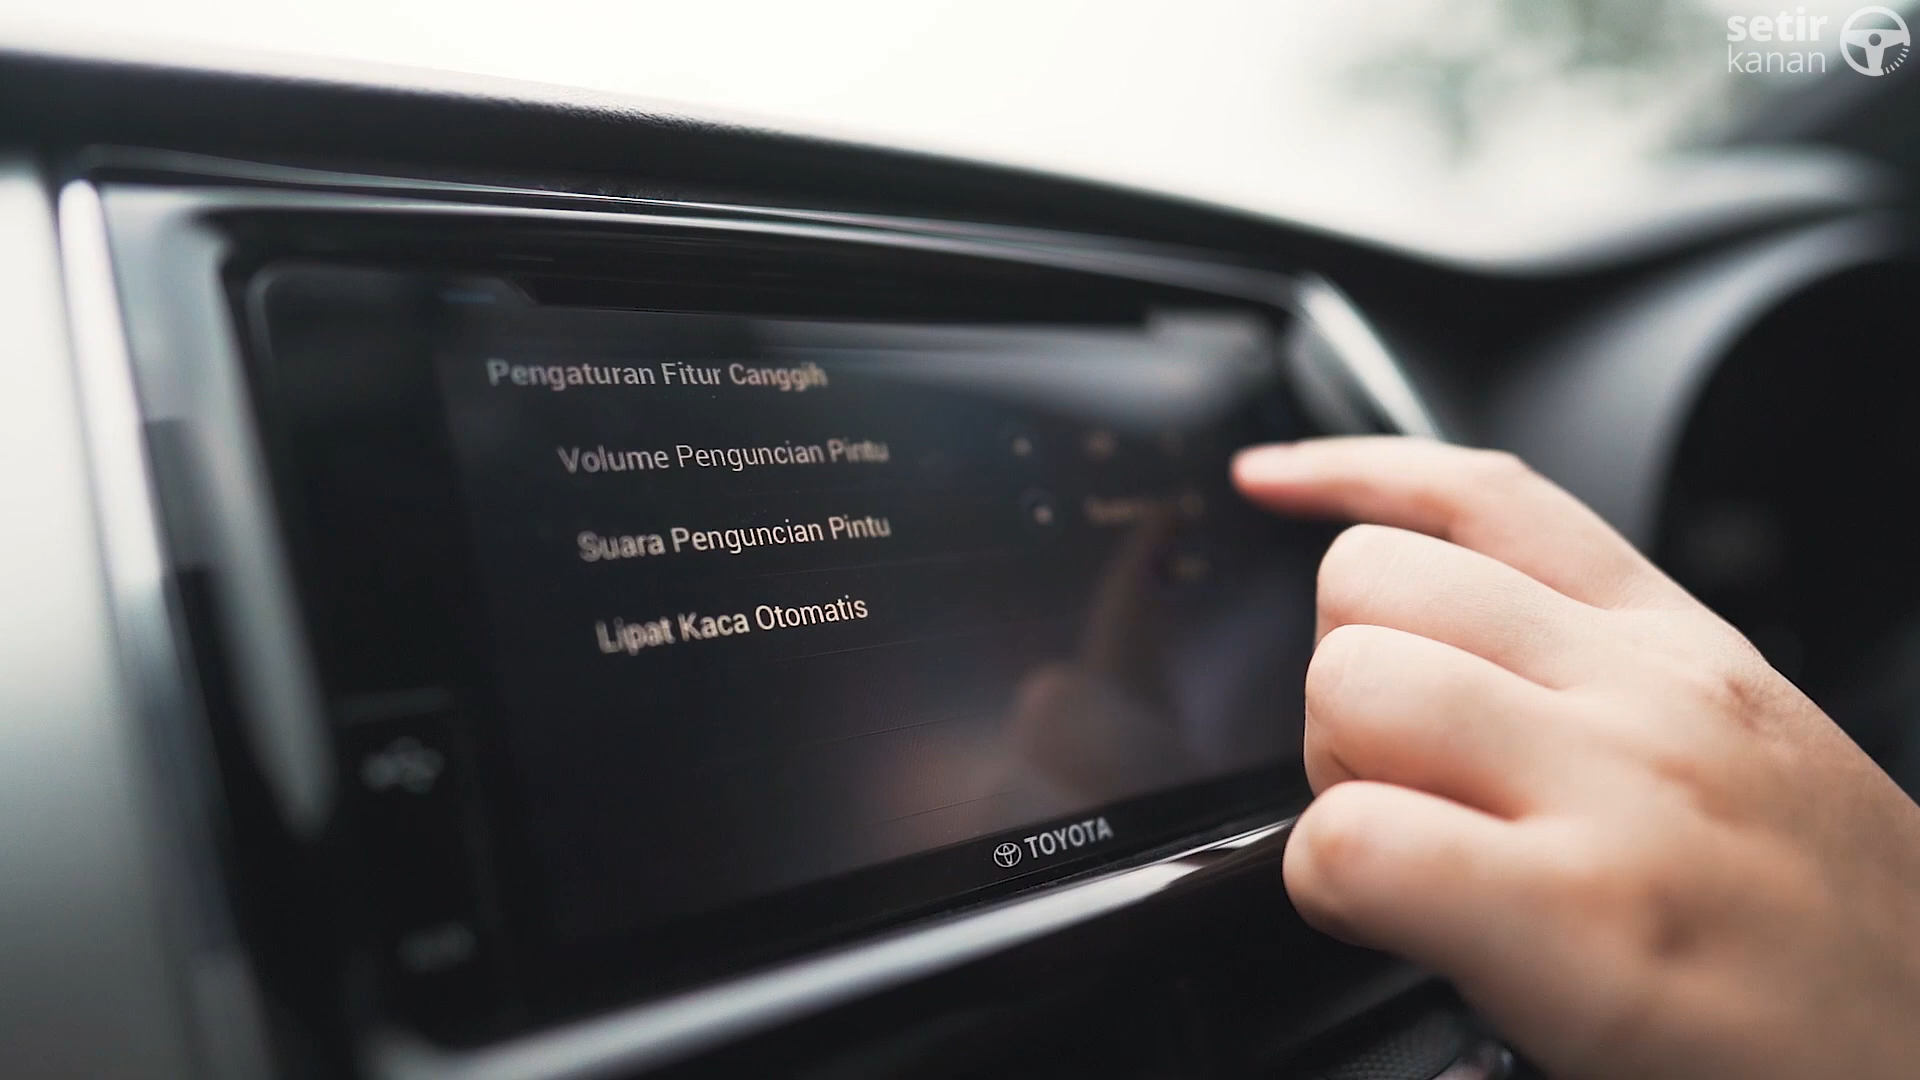 setir
kanan
Pengaturan Fitur Canggih
Volume Penguncian Pintu
Suara Penguncian Pintu
Lipat Kaca Otomatis
TOYOTA